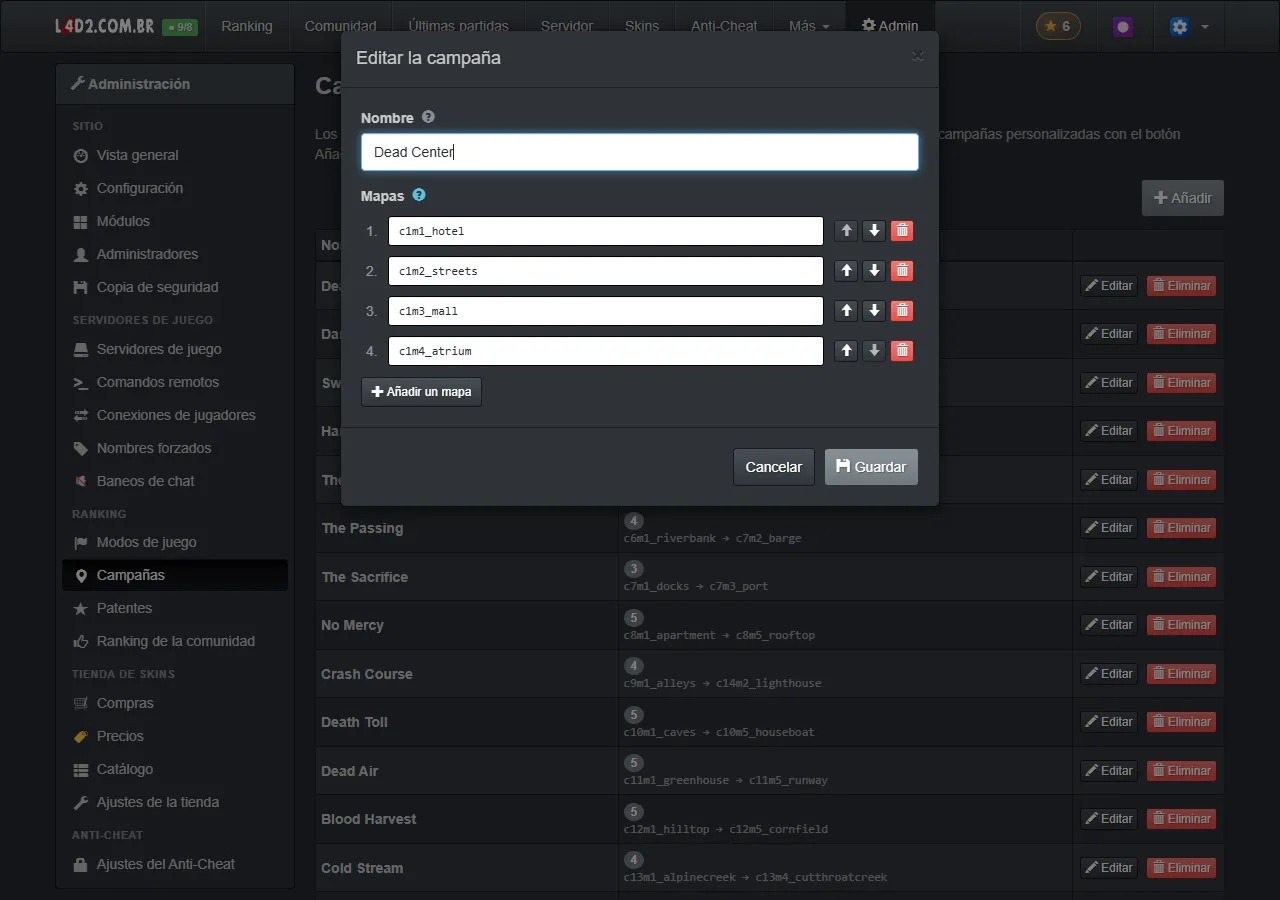 L4D2.COM.BR
9/8
Ranking
Comunidad
Últimas partidas
Servidor
Skins
Anti-Cheat
Más
Admin
6
Administración
SITIO
Vista general
Configuración
Módulos
Administradores
Copia de seguridad
SERVIDORES DE JUEGO
Servidores de juego
Comandos remotos
Conexiones de jugadores
Nombres forzados
Baneos de chat
RANKING
Modos de juego
Campañas
Patentes
Ranking de la comunidad
TIENDA DE SKINS
Compras
Precios
Catálogo
Ajustes de la tienda
ANTI-CHEAT
Ajustes del Anti-Cheat
Los
campañas personalizadas con el botón
Añadir
Editar la campaña
×
Nombre ?
Dead Center
Mapas ?
1. c1m1_hotel
2. c1m2_streets
3. c1m3_mall
4. c1m4_atrium
Añadir un mapa
Cancelar
Guardar
Editar Eliminar
Editar Eliminar
Editar Eliminar
Editar Eliminar
Editar Eliminar
The Passing
4
c6m1_riverbank → c7m2_barge
Editar Eliminar
The Sacrifice
3
c7m1_docks → c7m3_port
Editar Eliminar
No Mercy
5
c8m1_apartment → c8m5_rooftop
Editar Eliminar
Crash Course
4
c9m1_alleys → c14m2_lighthouse
Editar Eliminar
Death Toll
5
c10m1_caves → c10m5_houseboat
Editar Eliminar
Dead Air
5
c11m1_greenhouse → c11m5_runway
Editar Eliminar
Blood Harvest
5
c12m1_hilltop → c12m5_cornfield
Editar Eliminar
Cold Stream
4
c13m1_alpinecreek → c13m4_cutthroatcreek
Editar Eliminar